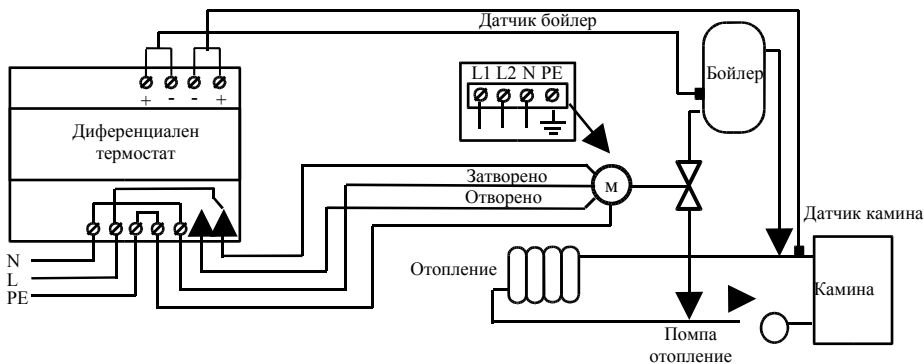 Датчик бойлер
Бойлер
L1 L2 N PE
+ - - +
Диференциален
термостат
Затворено
Отворено
м
Датчик камина
N
L
PE
Отопление
Камина
Помпа
отопление